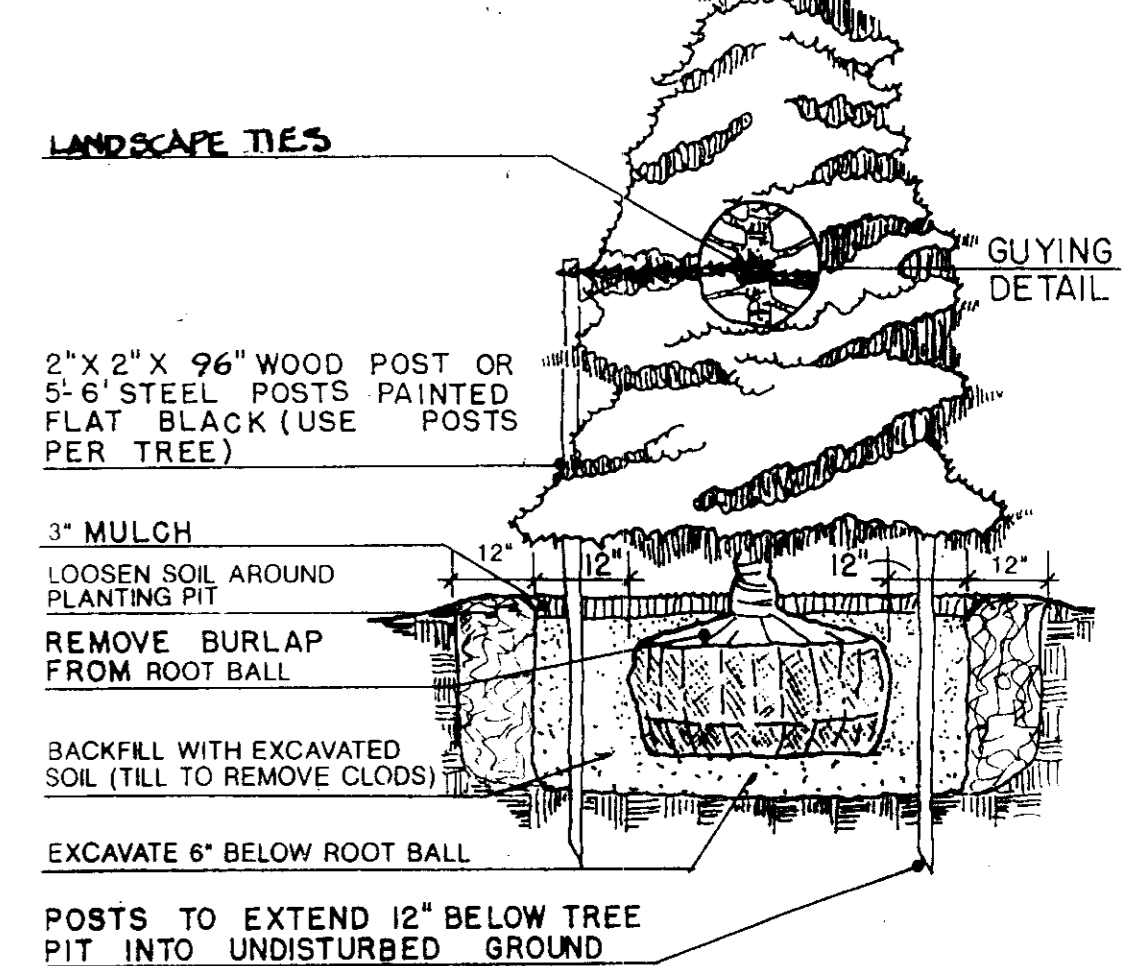 LANDSCAPE TIES
GUYING
DETAIL
2" X 2" X 96" WOOD POST OR
5'-6' STEEL POSTS PAINTED
FLAT BLACK (USE POSTS
PER TREE)
3" MULCH
12" 12" 12" 12"
LOOSEN SOIL AROUND
PLANTING PIT
REMOVE BURLAP
FROM ROOT BALL
BACKFILL WITH EXCAVATED
SOIL (TILL TO REMOVE CLODS)
EXCAVATE 6" BELOW ROOT BALL
POSTS TO EXTEND 12" BELOW TREE
PIT INTO UNDISTURBED GROUND